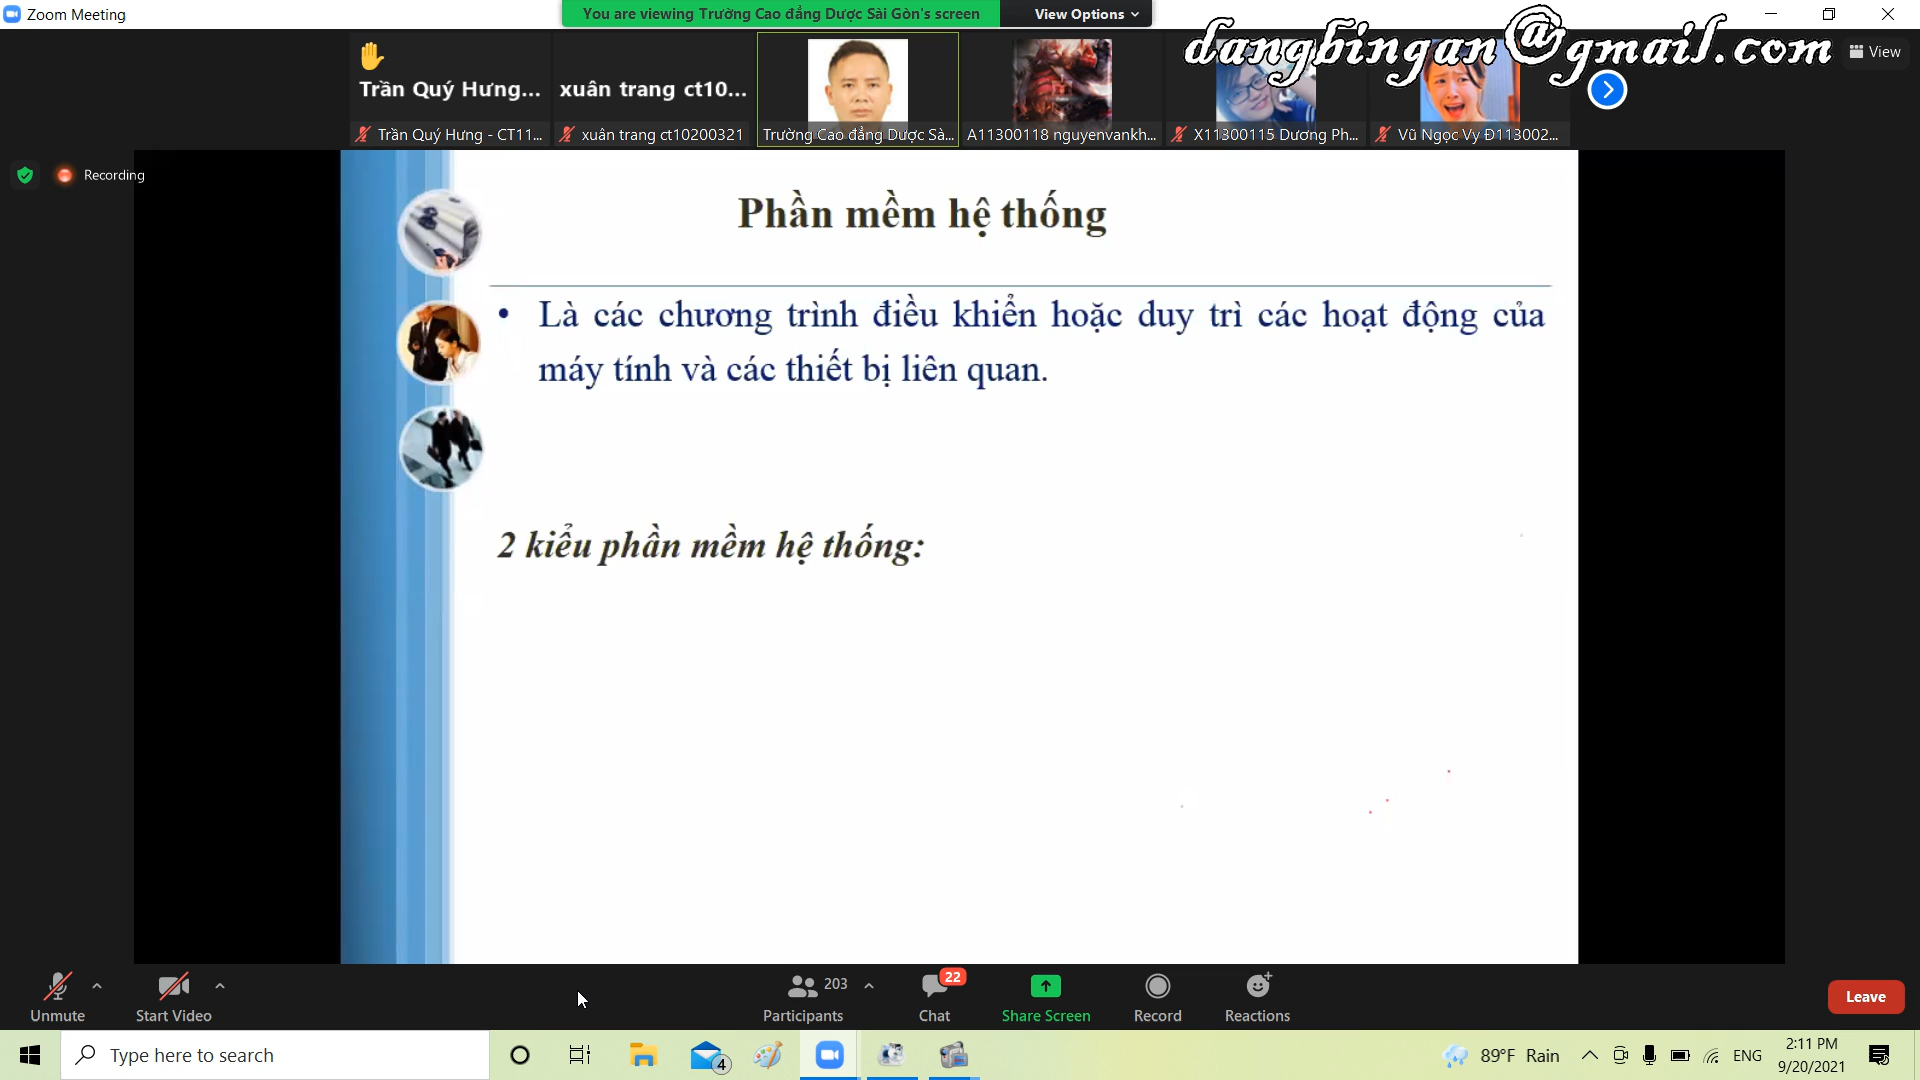 Zoom Meeting
You are viewing Trường Cao đẳng Dược Sài Gòn's screen
View Options
dangbingan@gmail.com
View
Trần Quý Hưng...
xuân trang ct10...
Trần Quý Hưng - CT11...
xuân trang ct10200321
Trường Cao đẳng Dược Sà...
A11300118 nguyenvankh...
X11300115 Dương Ph...
Vũ Ngọc Vy Đ113002...
Recording
Phần mềm hệ thống
• Là các chương trình điều khiển hoặc duy trì các hoạt động của
máy tính và các thiết bị liên quan.
2 kiểu phần mềm hệ thống:
Unmute
Start Video
203
Participants
22
Chat
Share Screen
Record
Reactions
Leave
Type here to search
4
89°F Rain
ENG
2:11 PM
9/20/2021